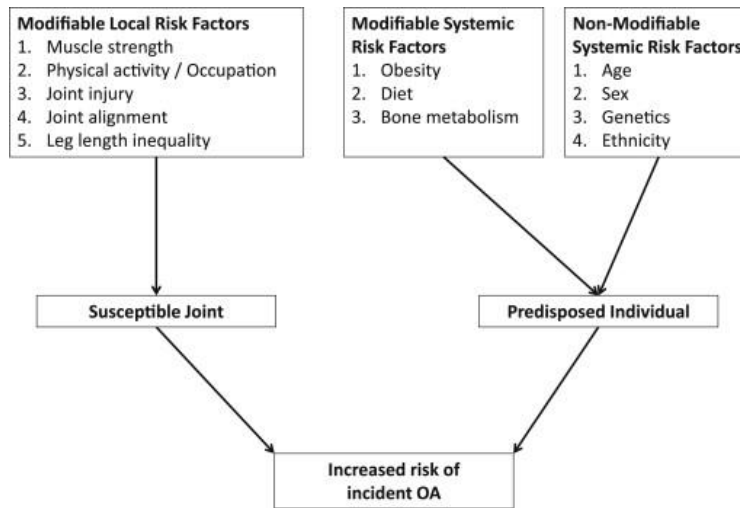 Modifiable Local Risk Factors
1. Muscle strength
2. Physical activity / Occupation
3. Joint injury
4. Joint alignment
5. Leg length inequality
Modifiable Systemic
Risk Factors
1. Obesity
2. Diet
3. Bone metabolism
Non-Modifiable
Systemic Risk Factors
1. Age
2. Sex
3. Genetics
4. Ethnicity
Susceptible Joint
Predisposed Individual
Increased risk of
incident OA